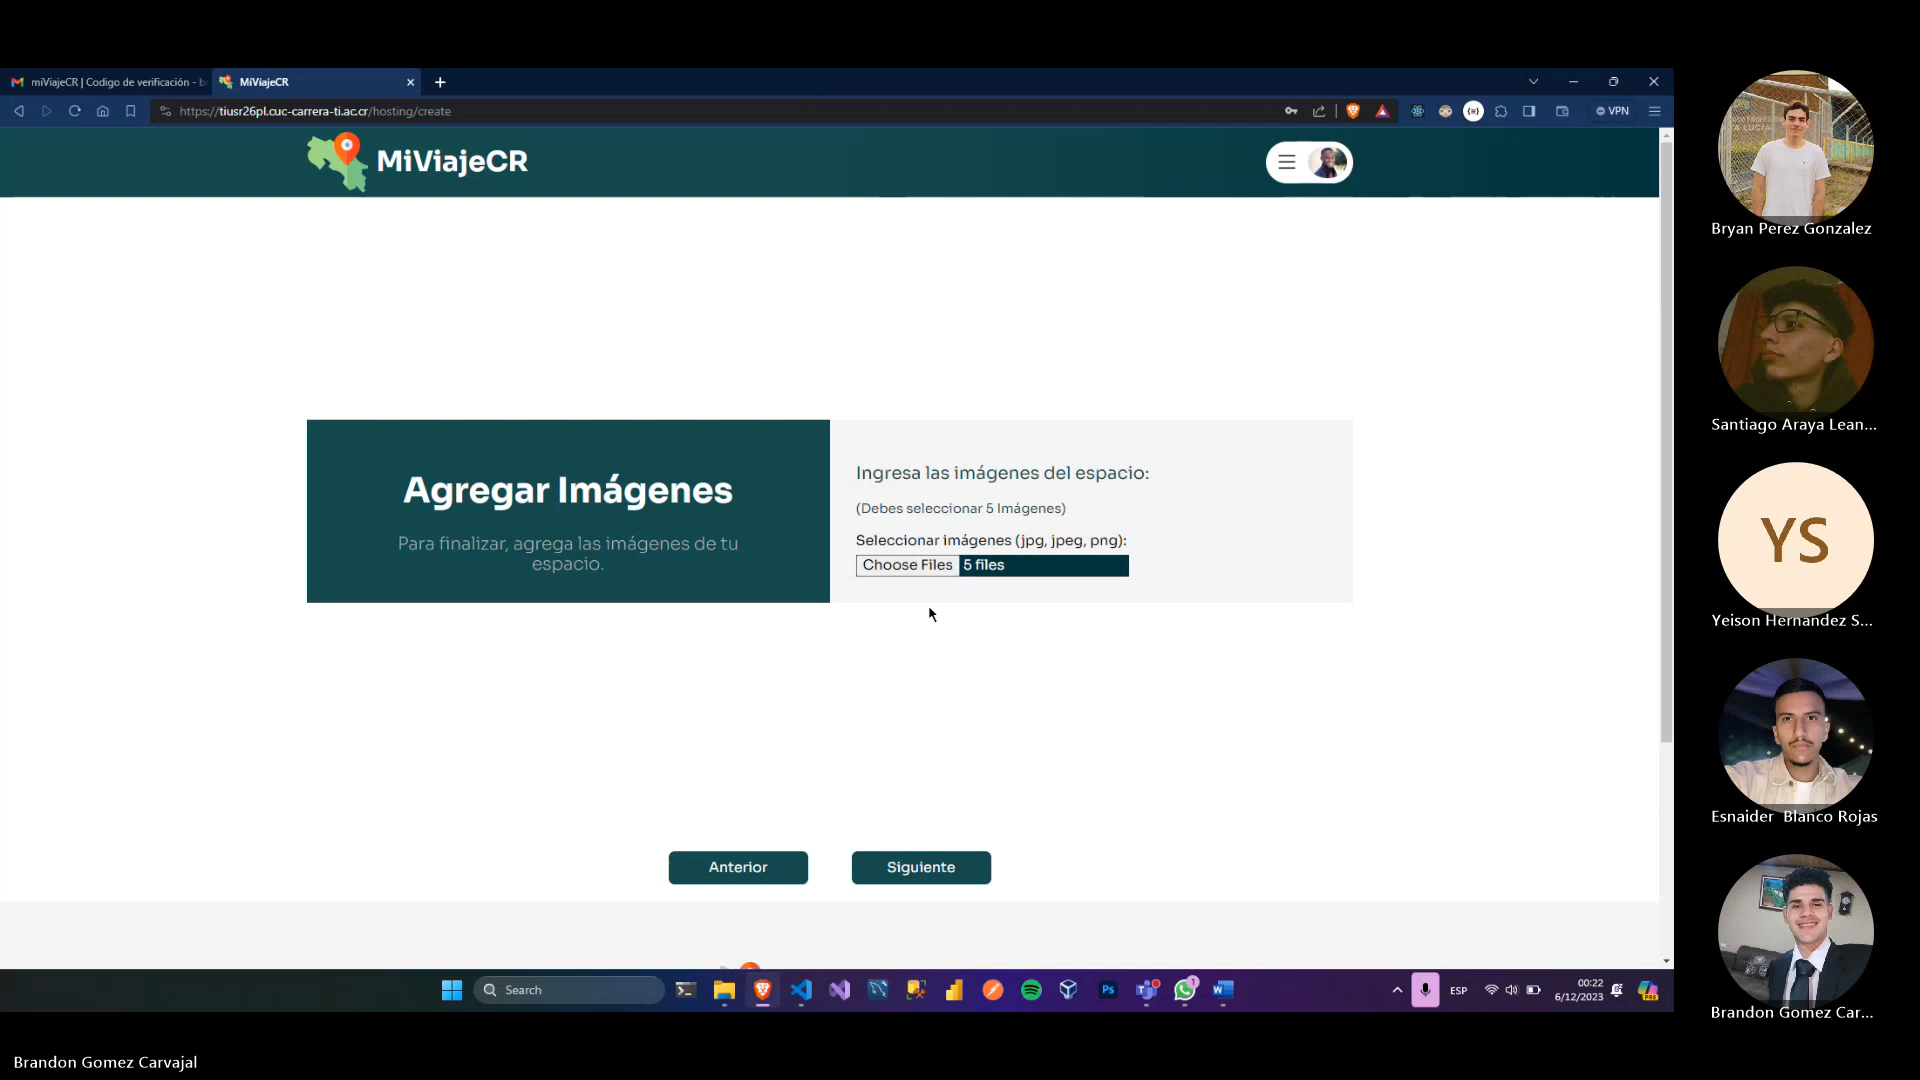 miViajeCR | Codigo de verificación - b
MiViajeCR
https://tiusr26pl.cuc-carrera-ti.ac.cr/hosting/create
VPN
MiViajeCR
Agregar Imágenes
Para finalizar, agrega las imágenes de tu
espacio.
Ingresa las imágenes del espacio:
(Debes seleccionar 5 Imágenes)
Seleccionar imágenes (jpg, jpeg, png):
Choose Files 5 files
Anterior
Siguiente
Search
Ps
1
ESP
00:22
6/12/2023
PRE
Bryan Perez Gonzalez
Santiago Araya Lean...
YS
Yeison Hernandez S...
Esnaider Blanco Rojas
Brandon Gomez Car...
Brandon Gomez Carvajal